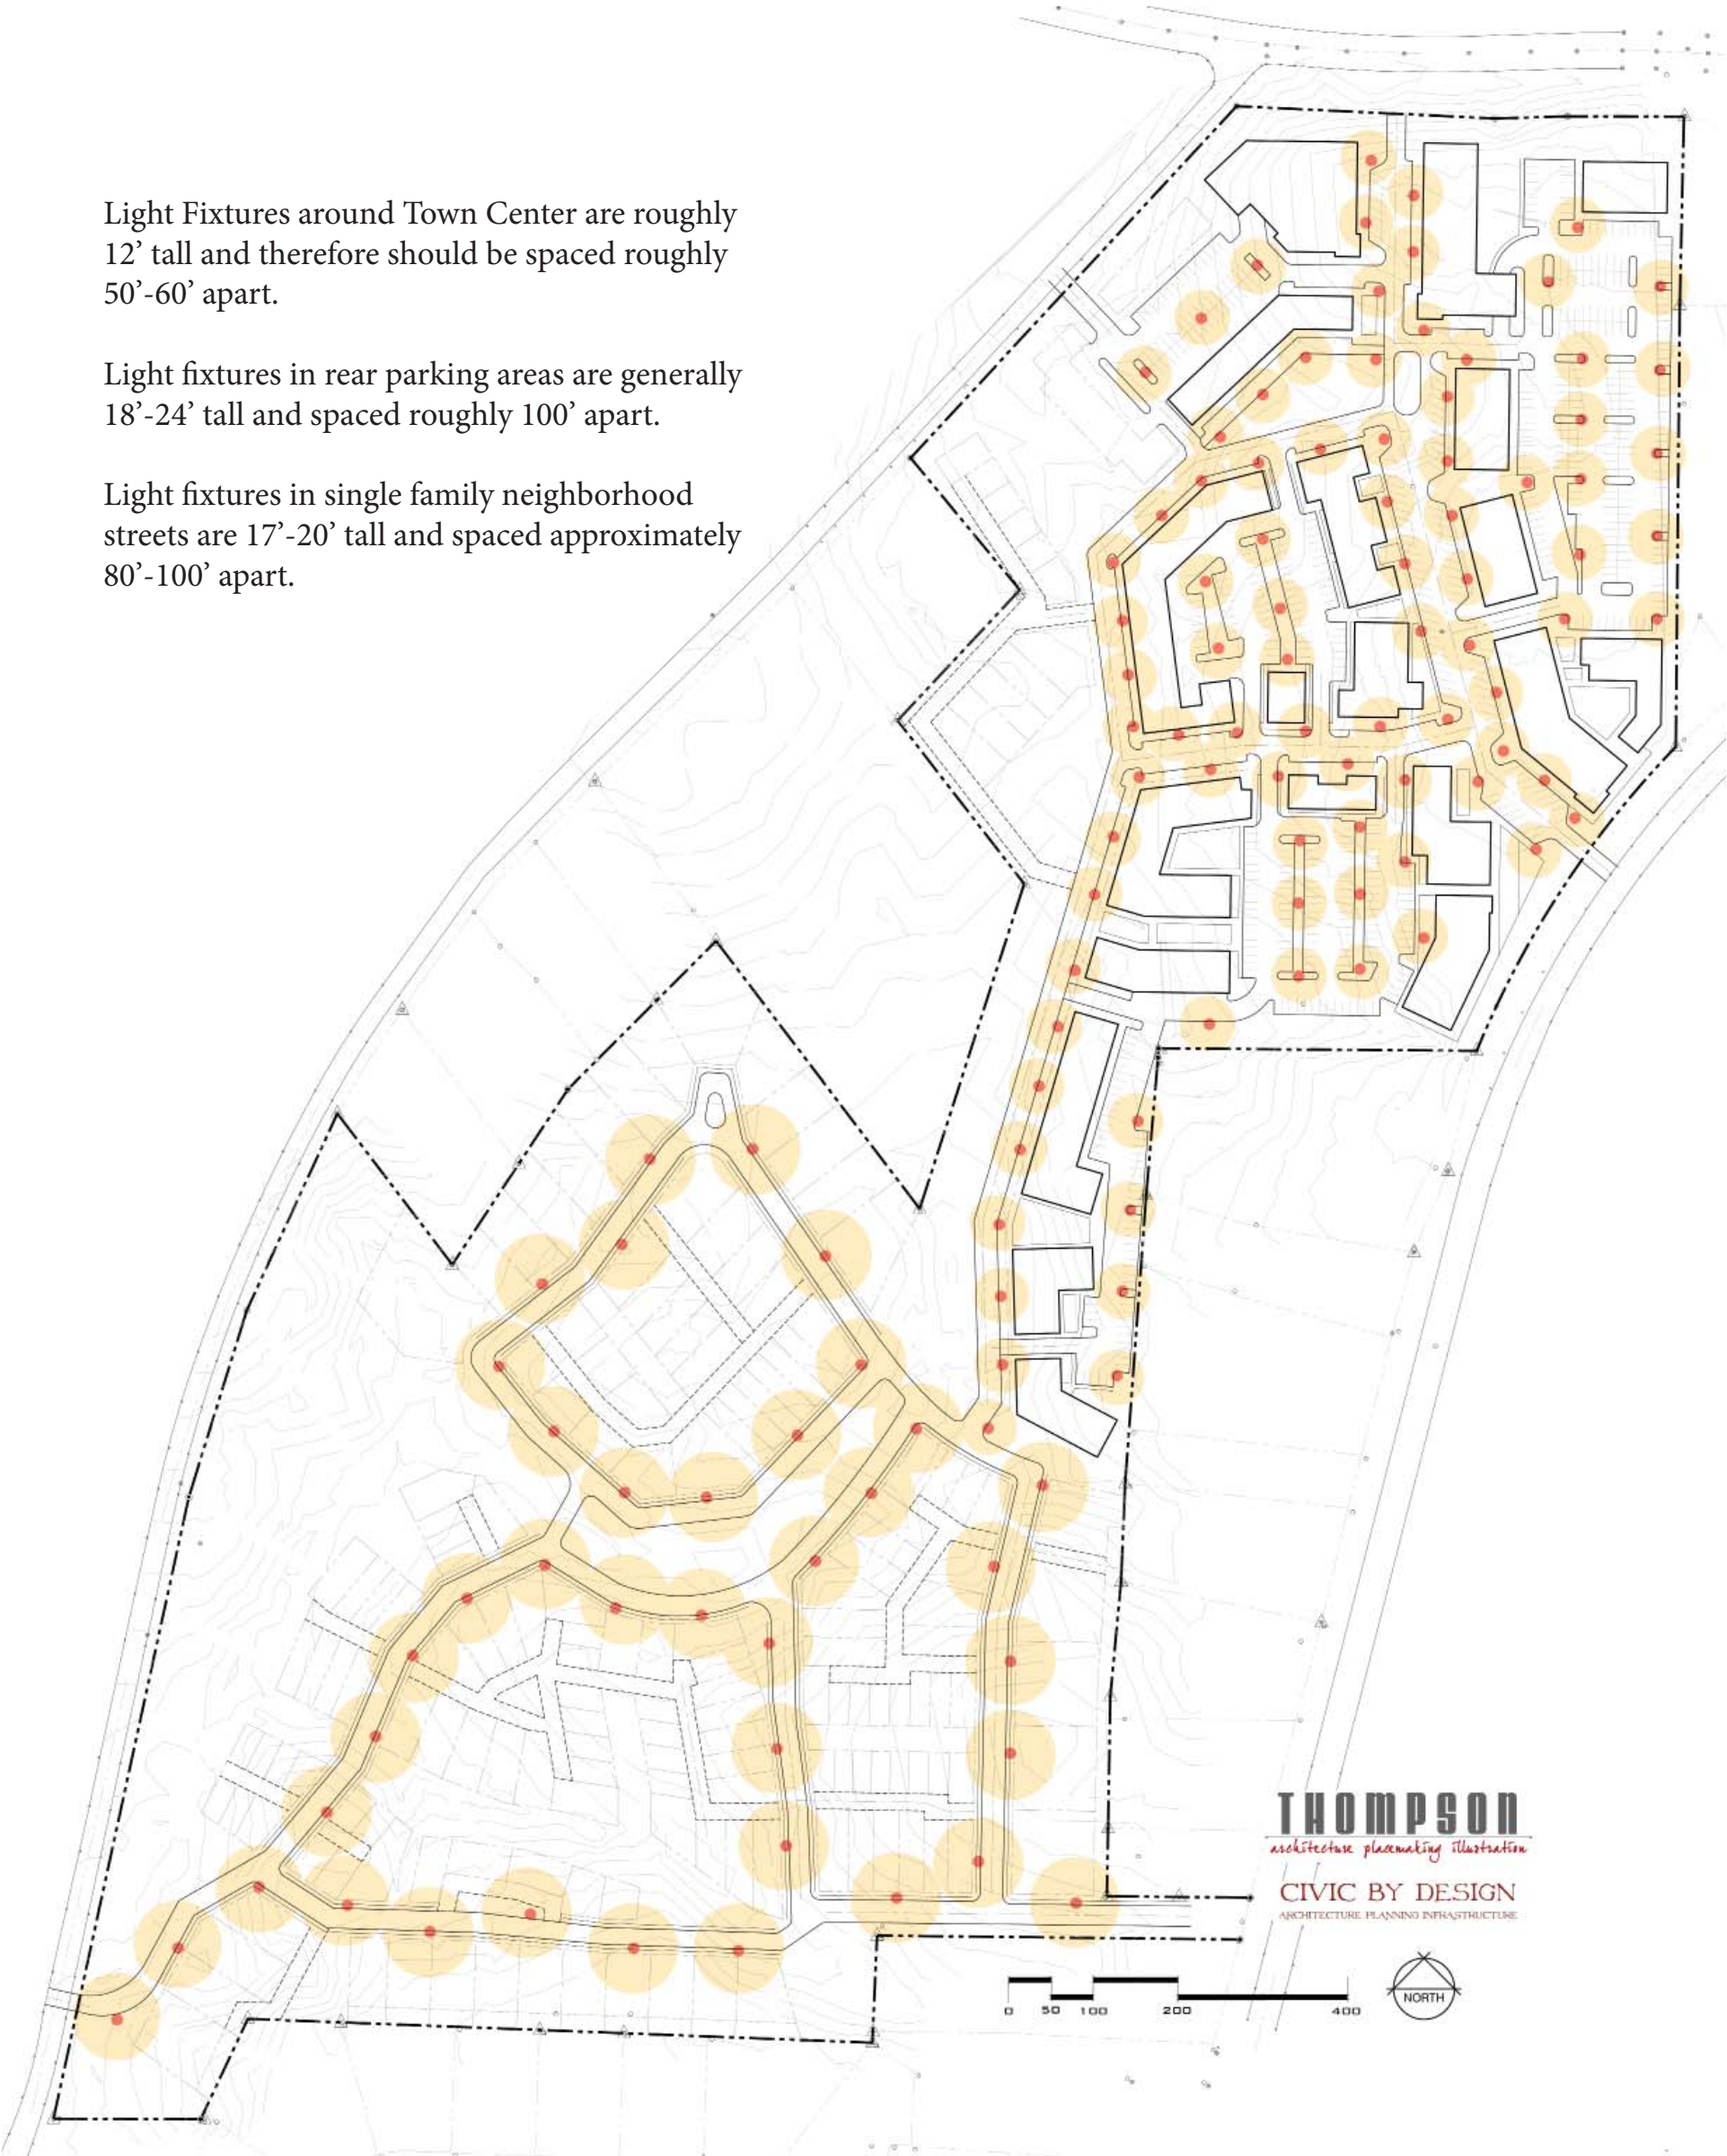 Light Fixtures around Town Center are roughly
12’ tall and therefore should be spaced roughly
50’-60’ apart.
Light fixtures in rear parking areas are generally
18’-24’ tall and spaced roughly 100’ apart.
Light fixtures in single family neighborhood
streets are 17’-20’ tall and spaced approximately
80’-100’ apart.
THOMPSON
architecture placemaking illustration
CIVIC BY DESIGN
ARCHITECTURE PLANNING INFRASTRUCTURE
0 50 100 200 400
NORTH